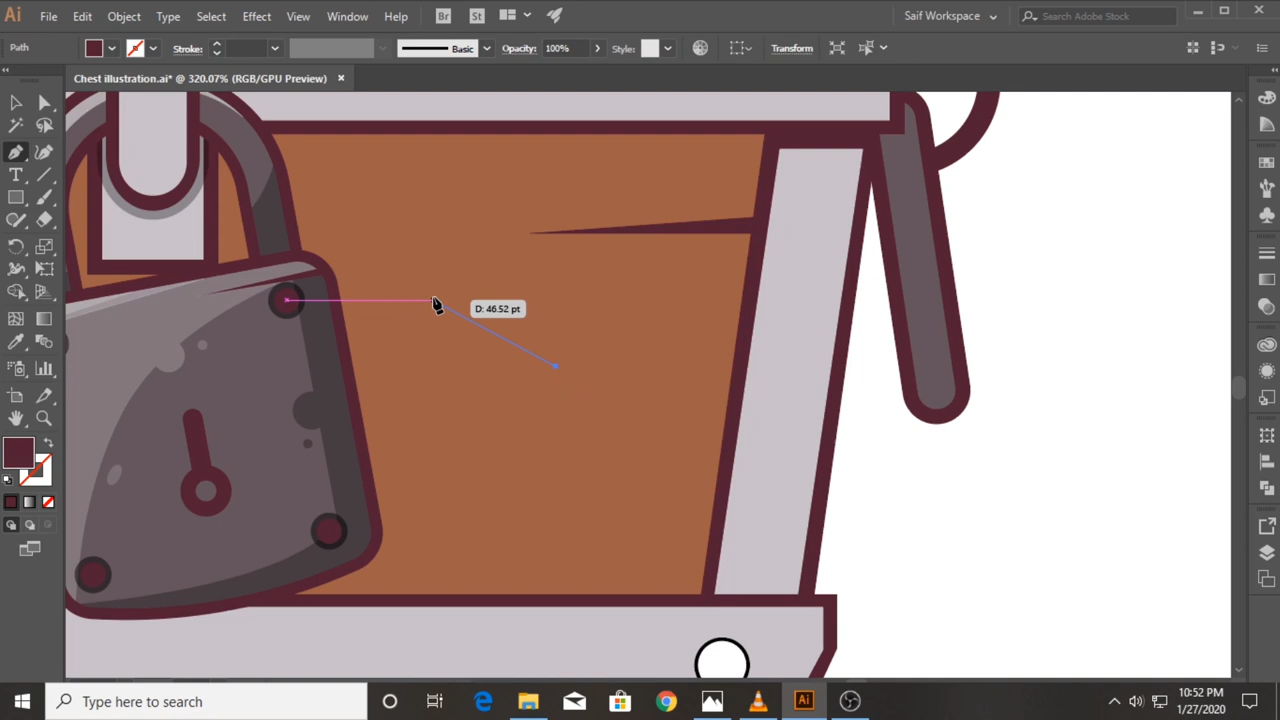 Ai File Edit Object Type Select Effect View Window Help Br St Saif Workspace Search Adobe Stock
Path Stroke: Basic Opacity: 100% Style: Transform
Chest illustration.ai* @ 320.07% (RGB/GPU Preview)
D: 46.52 pt
Type here to search
Ai
10:52 PM
1/27/2020